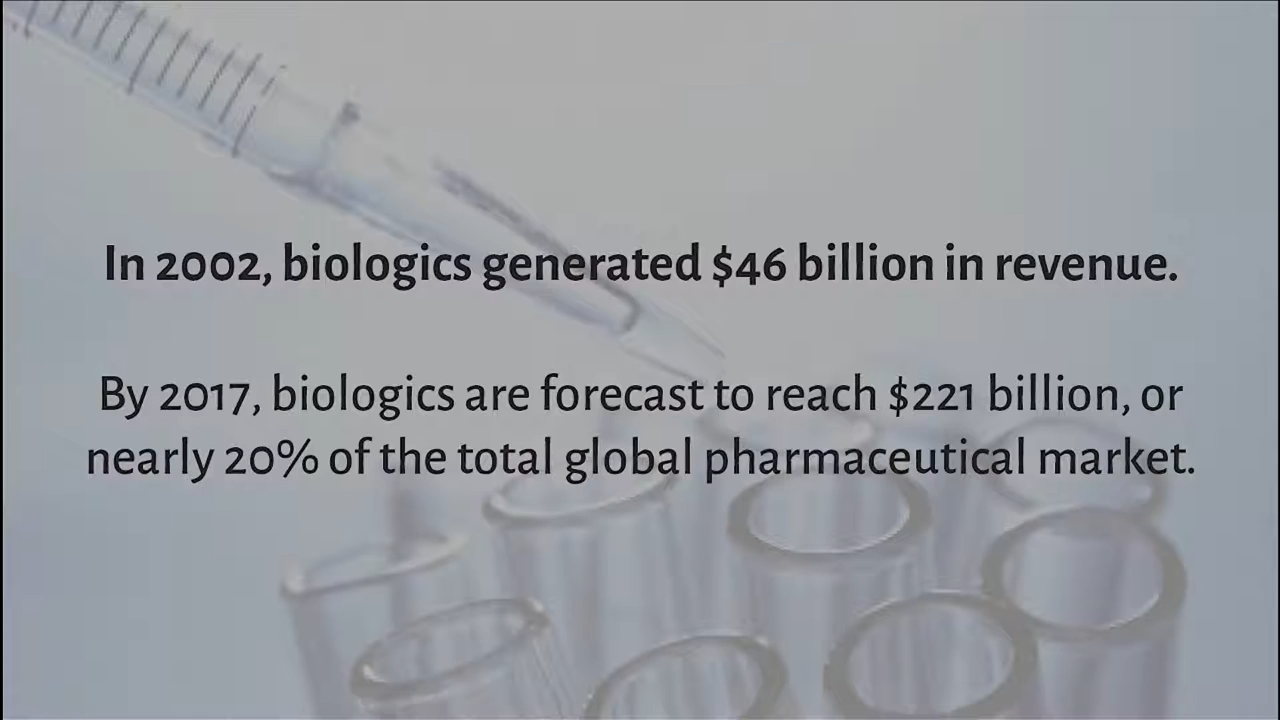 In 2002, biologics generated $46 billion in revenue.
By 2017, biologics are forecast to reach $221 billion, or
nearly 20% of the total global pharmaceutical market.